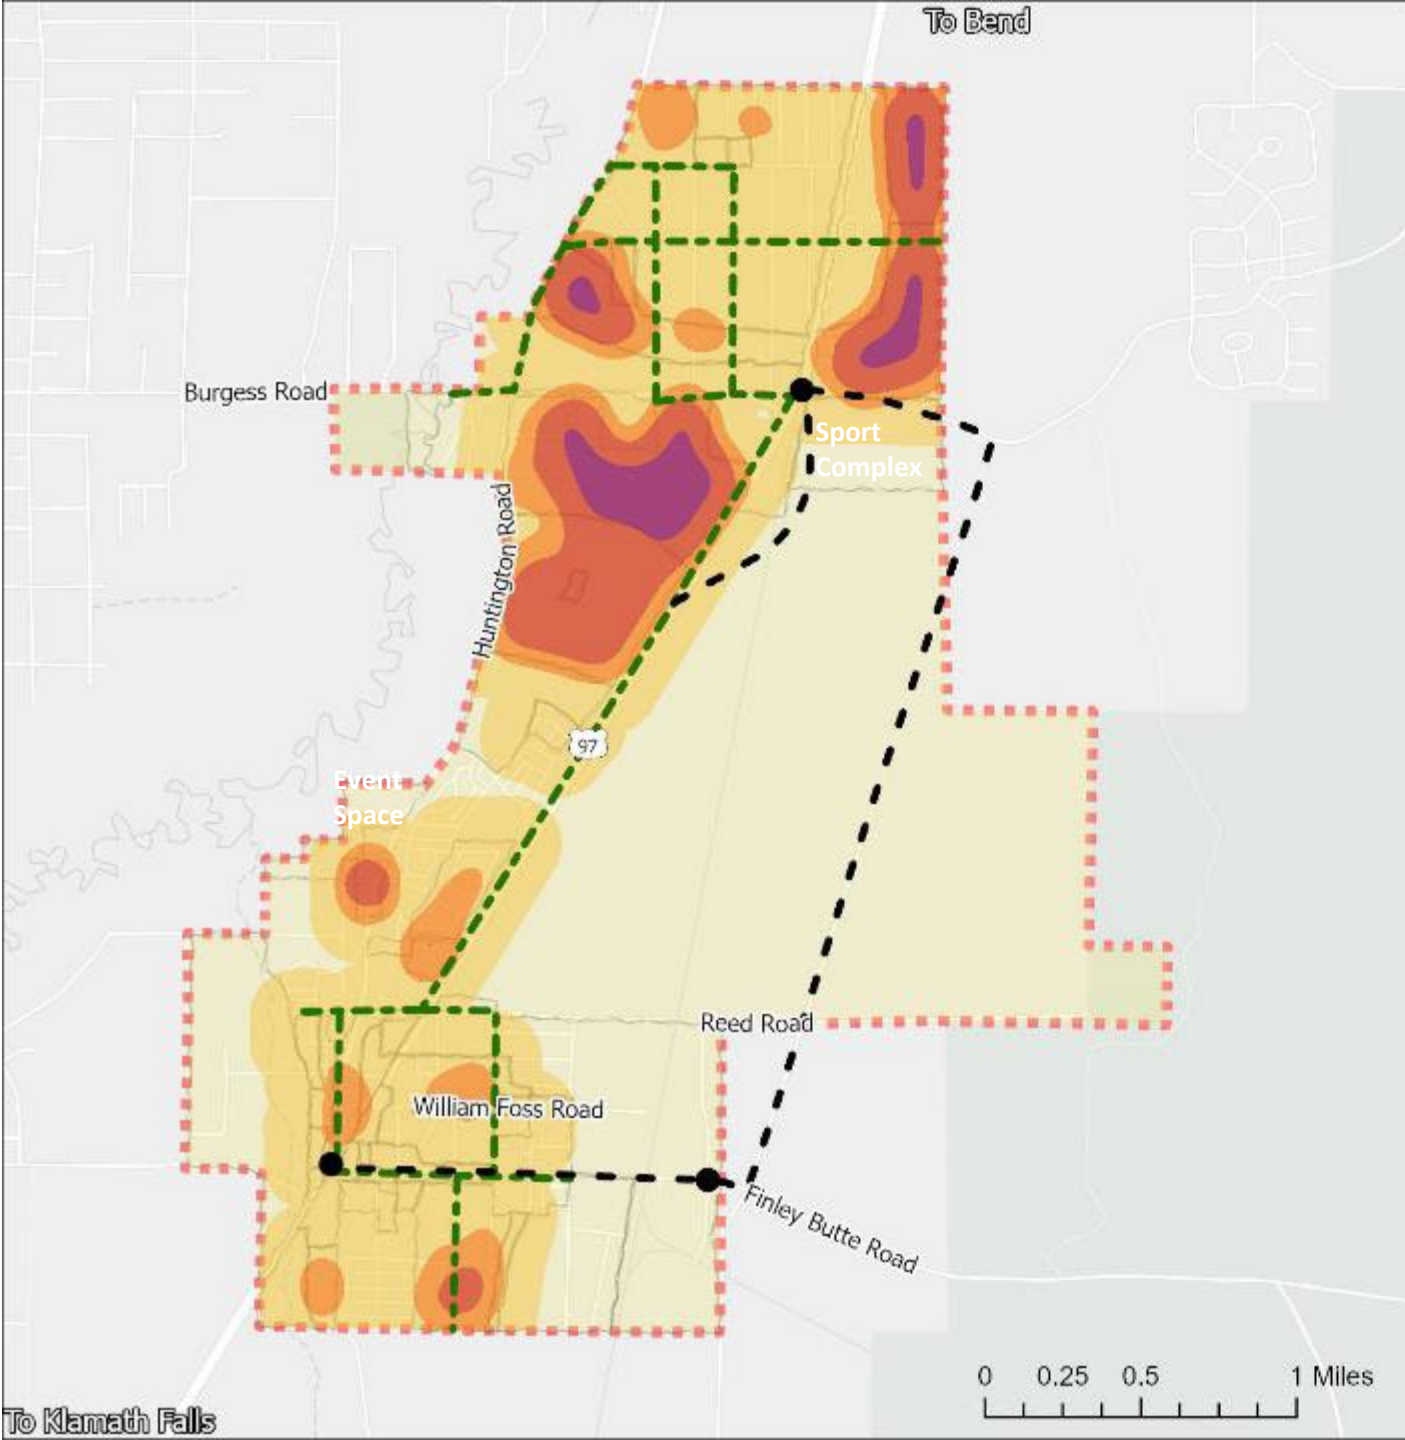 To Bend
Burgess Road
Sport
Complex
Huntington Road
97
Event
Space
Reed Road
William Foss Road
Finley Butte Road
0 0.25 0.5 1 Miles
To Klamath Falls